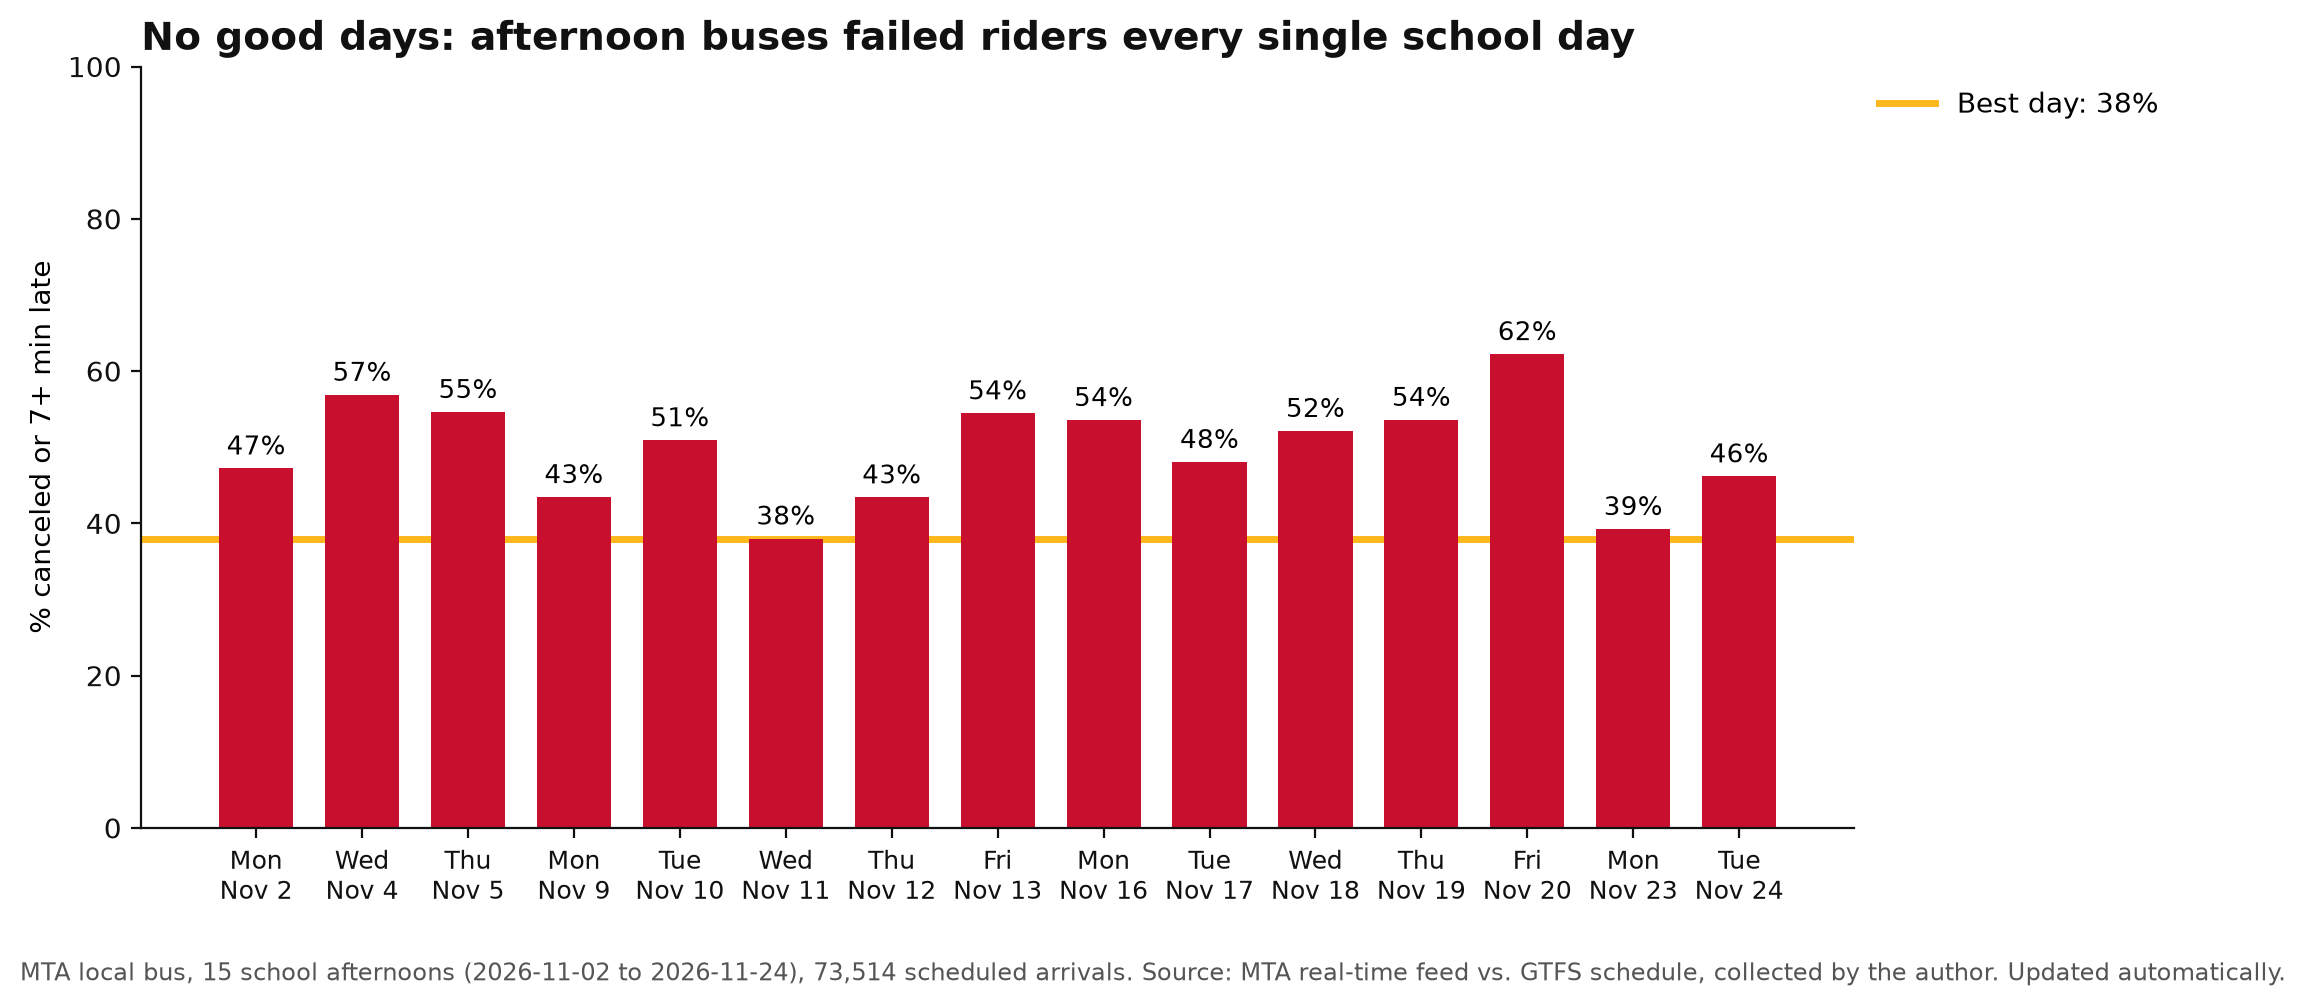 No good days: afternoon buses failed riders every single school day
Best day: 38%
% canceled or 7+ min late
100
80
60
40
20
0
47%
57%
55%
43%
51%
38%
43%
54%
54%
48%
52%
54%
62%
39%
46%
Mon
Nov 2
Wed
Nov 4
Thu
Nov 5
Mon
Nov 9
Tue
Nov 10
Wed
Nov 11
Thu
Nov 12
Fri
Nov 13
Mon
Nov 16
Tue
Nov 17
Wed
Nov 18
Thu
Nov 19
Fri
Nov 20
Mon
Nov 23
Tue
Nov 24
MTA local bus, 15 school afternoons (2026-11-02 to 2026-11-24), 73,514 scheduled arrivals. Source: MTA real-time feed vs. GTFS schedule, collected by the author. Updated automatically.